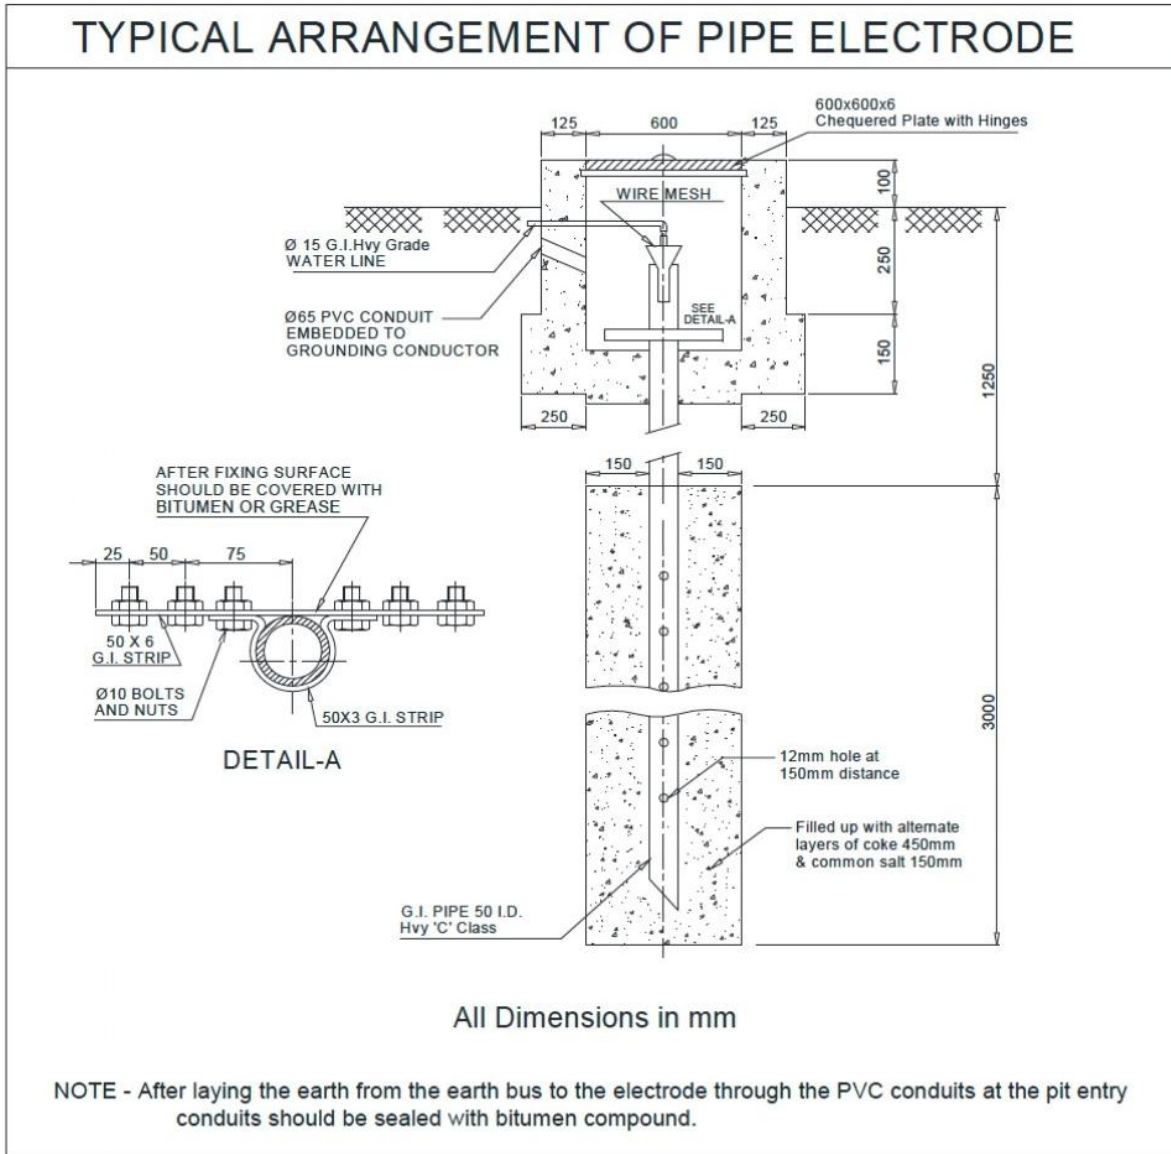 TYPICAL ARRANGEMENT OF PIPE ELECTRODE
600x600x6
Chequered Plate with Hinges
125
600
125
100
WIRE MESH
Ø 15 G.I.Hvy Grade
WATER LINE
250
Ø65 PVC CONDUIT
EMBEDDED TO
GROUNDING CONDUCTOR
SEE
DETAIL-A
150
1250
250
250
150
150
AFTER FIXING SURFACE
SHOULD BE COVERED WITH
BITUMEN OR GREASE
25
50
75
50 X 6
G.I. STRIP
Ø10 BOLTS
AND NUTS
50X3 G.I. STRIP
DETAIL-A
3000
12mm hole at
150mm distance
Filled up with alternate
layers of coke 450mm
& common salt 150mm
G.I. PIPE 50 I.D.
Hvy 'C' Class
All Dimensions in mm
NOTE - After laying the earth from the earth bus to the electrode through the PVC conduits at the pit entry
conduits should be sealed with bitumen compound.